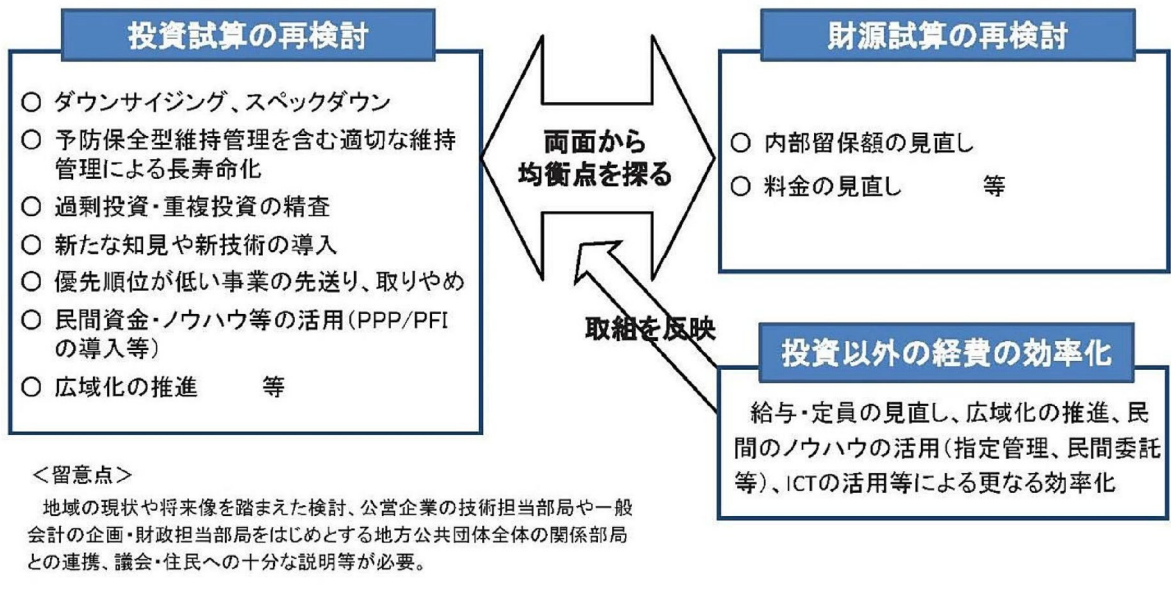 投資試算の再検討
○ ダウンサイジング、スペックダウン
○ 予防保全型維持管理を含む適切な維持
管理による長寿命化
○ 過剰投資・重複投資の精査
○ 新たな知見や新技術の導入
○ 優先順位が低い事業の先送り、取りやめ
○ 民間資金・ノウハウ等の活用(PPP/PFI
の導入等)
○ 広域化の推進 等
両面から
均衡点を探る
財源試算の再検討
○ 内部留保額の見直し
○ 料金の見直し 等
取組を反映
投資以外の経費の効率化
給与・定員の見直し、広域化の推進、民
間のノウハウの活用(指定管理、民間委託
等)、ICTの活用等による更なる効率化
<留意点>
地域の現状や将来像を踏まえた検討、公営企業の技術担当部局や一般
会計の企画・財政担当部局をはじめとする地方公共団体全体の関係部局
との連携、議会・住民への十分な説明等が必要。